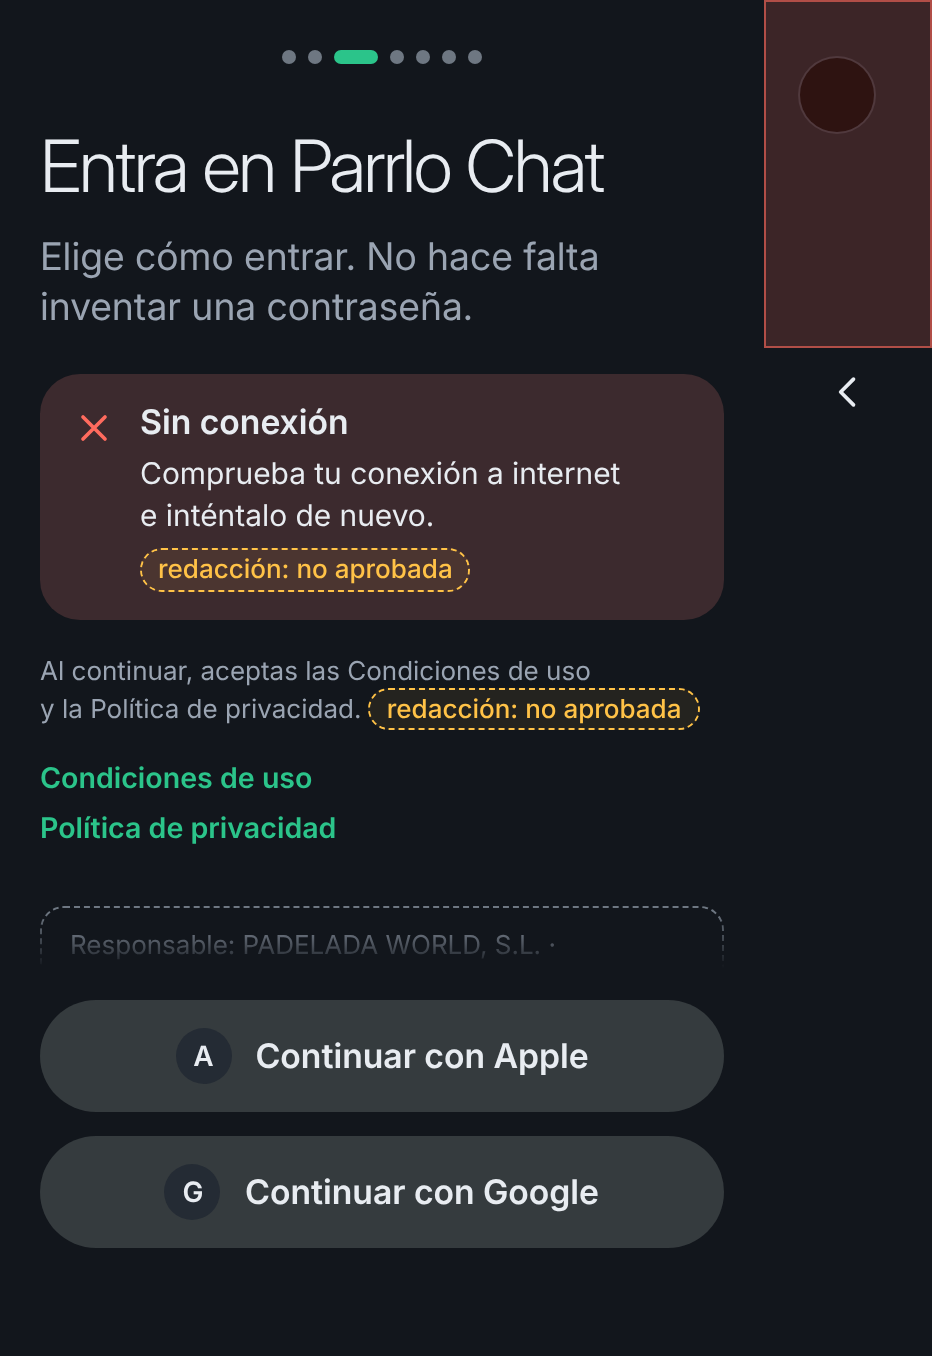 Entra en Parrlo Chat
Elige cómo entrar. No hace falta
inventar una contraseña.
Sin conexión
Comprueba tu conexión a internet
e inténtalo de nuevo.
redacción: no aprobada
Al continuar, aceptas las Condiciones de uso
y la Política de privacidad. redacción: no aprobada
Condiciones de uso
Política de privacidad
Responsable: PADELADA WORLD, S.L. ·
A Continuar con Apple
G Continuar con Google